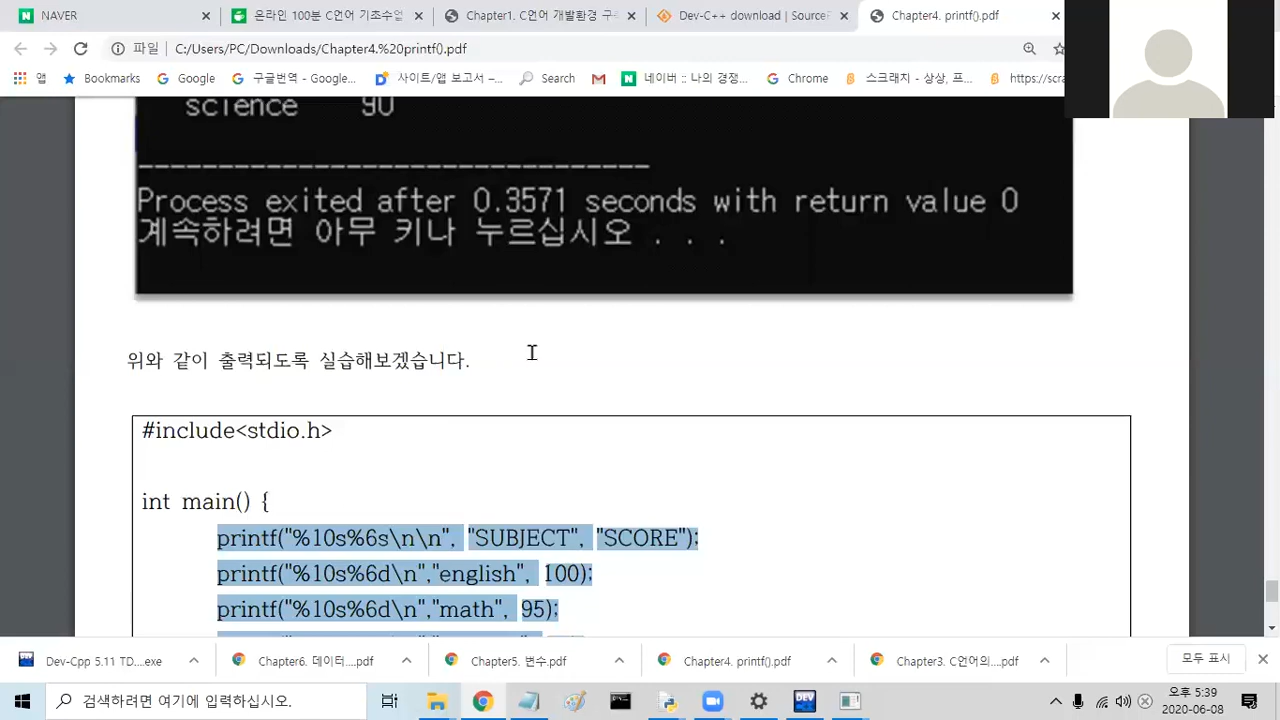 NAVER
온라인 100분 C언어 기초수업
Chapter1. C언어 개발환경 구
Dev-C++ download | Source
Chapter4. printf().pdf
파일 | C:/Users/PC/Downloads/Chapter4.%20printf().pdf
앱 Bookmarks Google 구글번역 - Google... 사이트/앱 보고서 –... Search 네이버 :: 나의 경쟁... Chrome 스크래치 - 상상, 프... https://scra
science 90
--------------------------------
Process exited after 0.3571 seconds with return value 0
계속하려면 아무 키나 누르십시오 . . .
위와 같이 출력되도록 실습해보겠습니다.
#include<stdio.h>
int main() {
printf("%10s%6s\n\n", "SUBJECT", "SCORE");
printf("%10s%6d\n","english", 100);
printf("%10s%6d\n","math", 95);
Dev-Cpp 5.11 TD....exe
Chapter6. 데이터....pdf
Chapter5. 변수.pdf
Chapter4. printf().pdf
Chapter3. C언어의....pdf
모두 표시
검색하려면 여기에 입력하십시오.
DEV
오후 5:39
2020-06-08